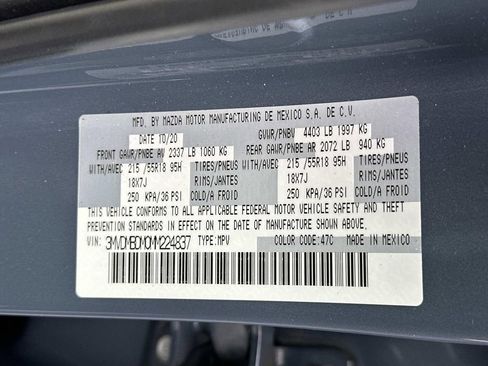 MFD. BY MAZDA MOTOR MANUFACTURING DE MEXICO S.A. DE C.V.
DATE 10/20 GVWR/PNBV 4403 LB 1997 KG
FRONT GAWR/PNBE AV 2337 LB 1060 KG REAR GAWR/PNBE AR 2072 LB 940 KG
WITH/AVEC 215 /55R18 95H TIRES/PNEUS WITH/AVEC 215 /55R18 95H TIRES/PNEUS
18X7J RIMS/JANTES 18X7J RIMS/JANTES
250 KPA/36 PSI COLD/A FROID 250 KPA/36 PSI COLD/A FROID
THIS VEHICLE CONFORMS TO ALL APPLICABLE FEDERAL MOTOR VEHICLE SAFETY AND THEFT
PREVENTION STANDARDS IN EFFECT ON THE DATE OF MANUFACTURE SHOWN ABOVE.
VIN: 3MVDMBDM0MM224837 TYPE: MPV COLOR CODE: 47C MADE IN MEXICO